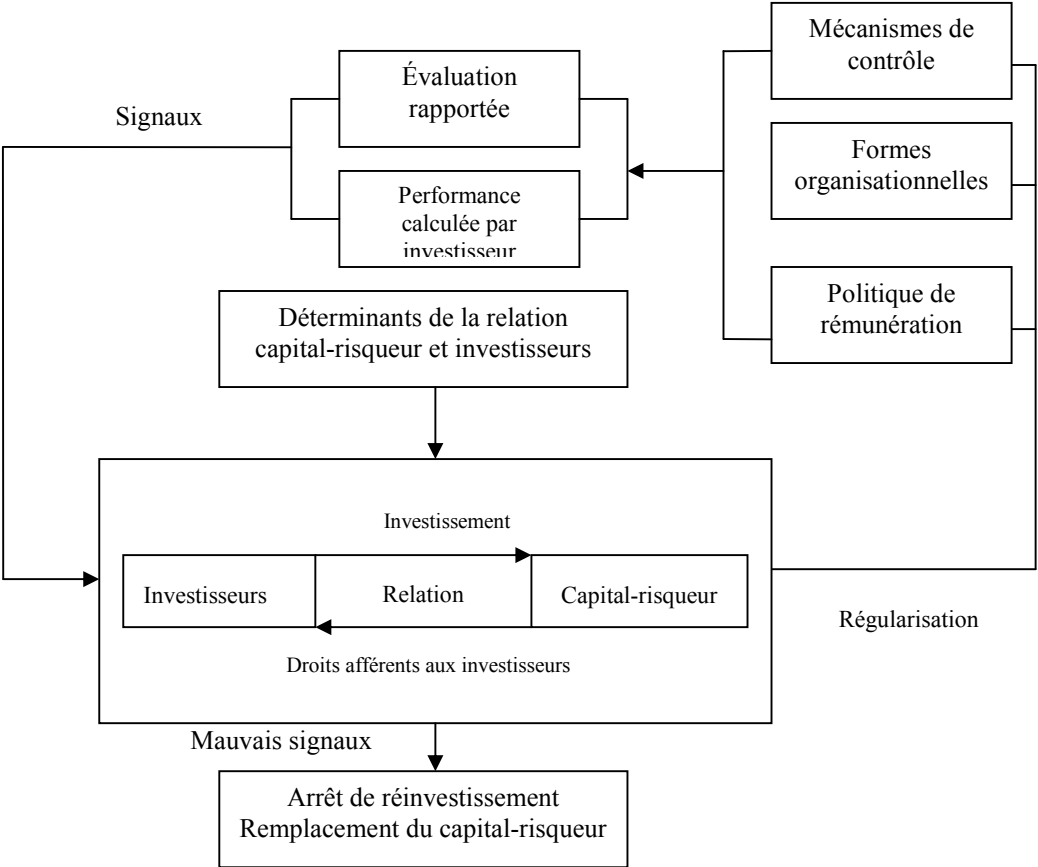 Mécanismes de
contrôle
Évaluation
rapportée
Signaux
Formes
organisationnelles
Performance
calculée par
investisseur
Politique de
rémunération
Déterminants de la relation
capital-risqueur et investisseurs
Investissement
Investisseurs
Relation
Capital-risqueur
Régularisation
Droits afférents aux investisseurs
Mauvais signaux
Arrêt de réinvestissement
Remplacement du capital-risqueur